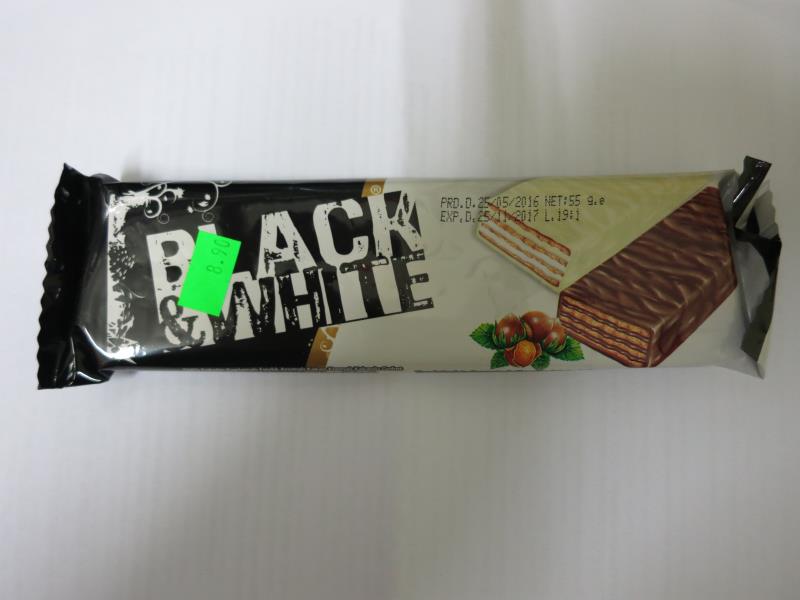 BLACK
&WHITE
®
8.90
PRD.D.25/05/2016 NET:55 g.e
EXP.D.25/11/2017 L.19:1